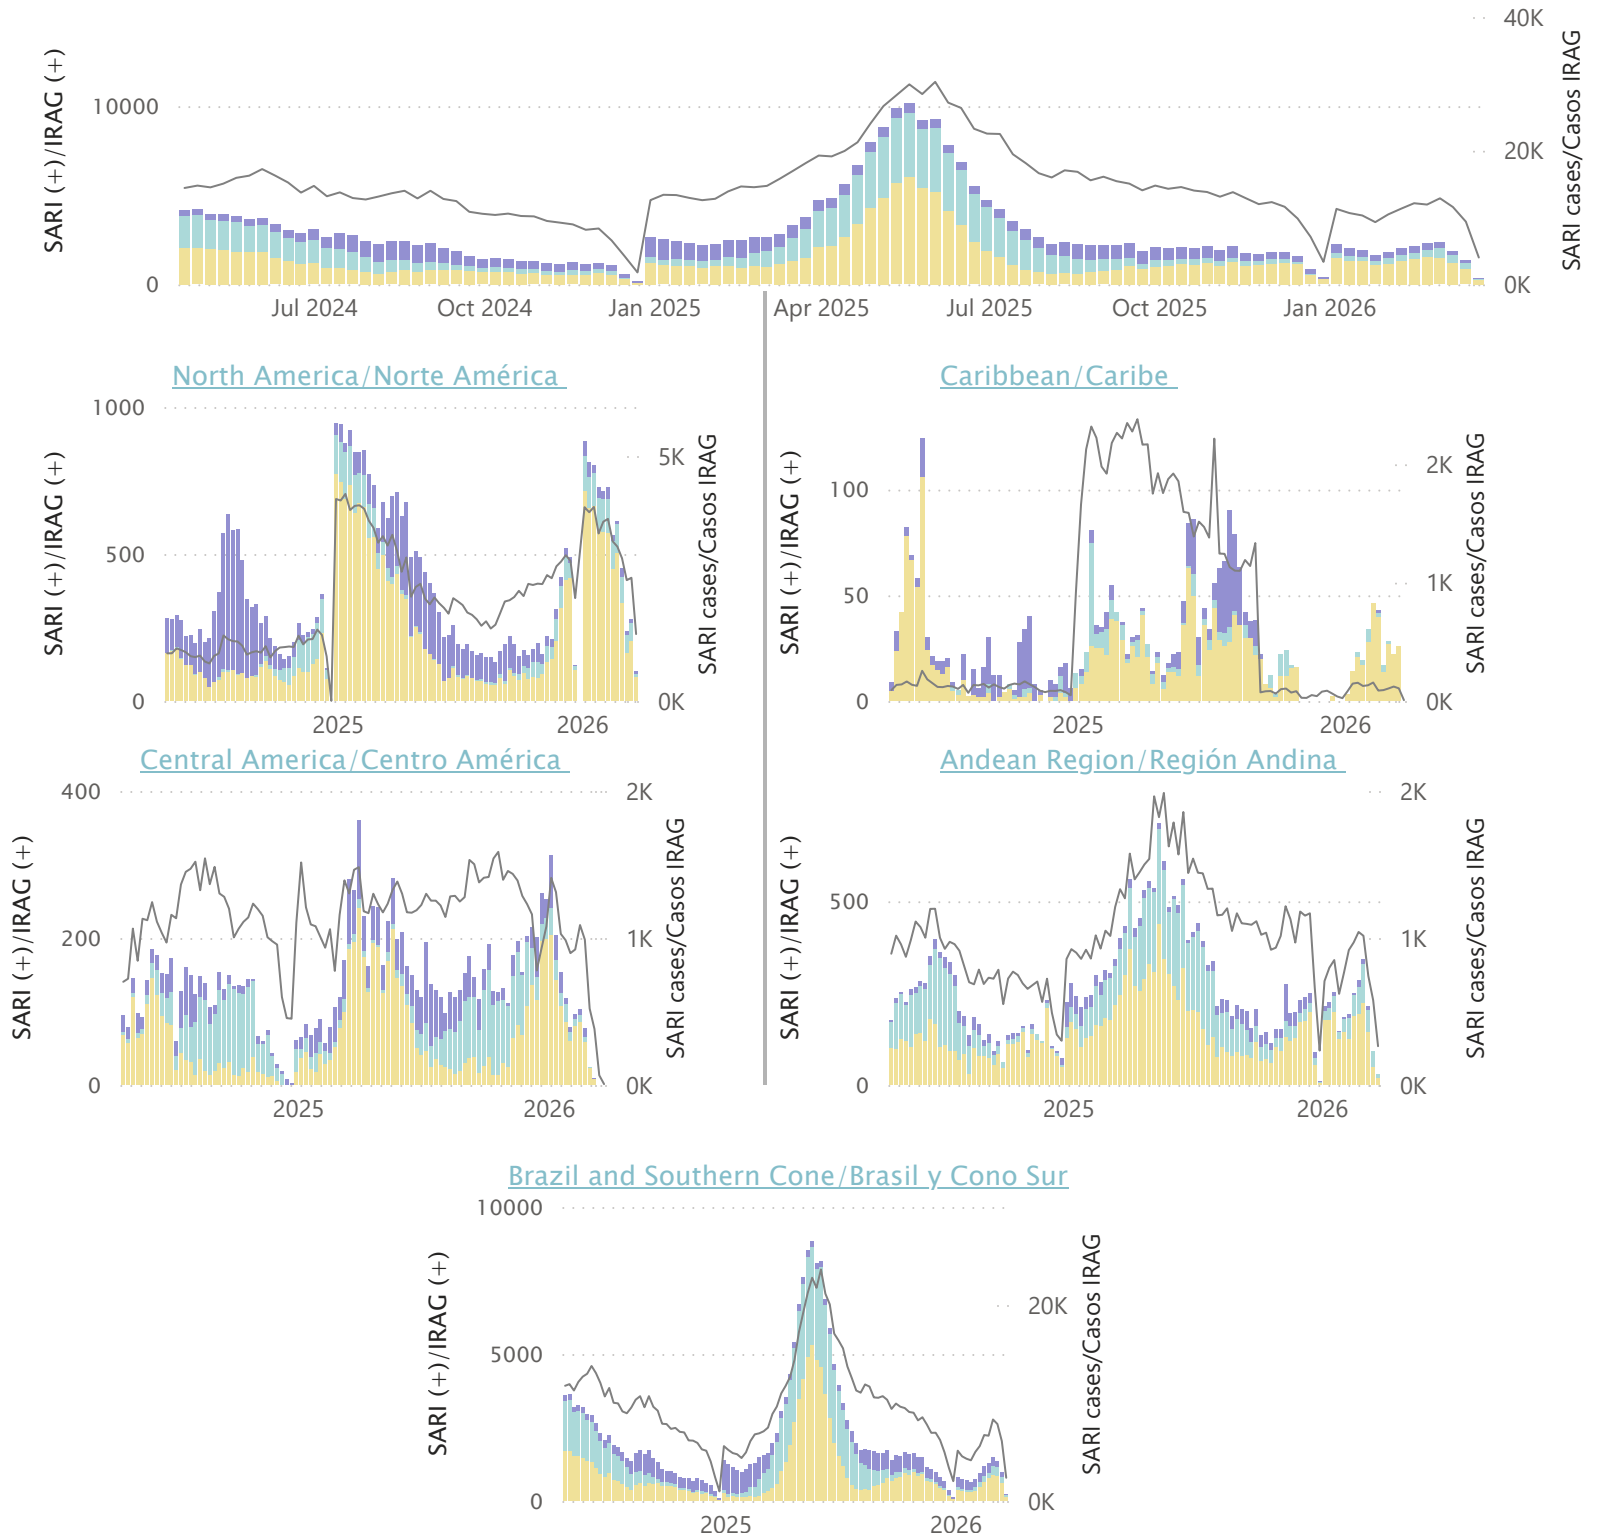 40K
SARI (+)/IRAG (+)
10000
20K
SARI cases/Casos IRAG
0
0K
Jul 2024
Oct 2024
Jan 2025
Apr 2025
Jul 2025
Oct 2025
Jan 2026
North America/Norte América
1000
SARI (+)/IRAG (+)
5K
SARI cases/Casos IRAG
500
0
0K
2025
2026
Caribbean/Caribe
SARI (+)/IRAG (+)
2K
SARI cases/Casos IRAG
100
1K
50
0
0K
2025
2026
Central America/Centro América
400
2K
SARI (+)/IRAG (+)
SARI cases/Casos IRAG
200
1K
0
0K
2025
2026
Andean Region/Región Andina
2K
SARI (+)/IRAG (+)
SARI cases/Casos IRAG
500
1K
0
0K
2025
2026
Brazil and Southern Cone/Brasil y Cono Sur
10000
SARI (+)/IRAG (+)
SARI cases/Casos IRAG
20K
5000
0
0K
2025
2026